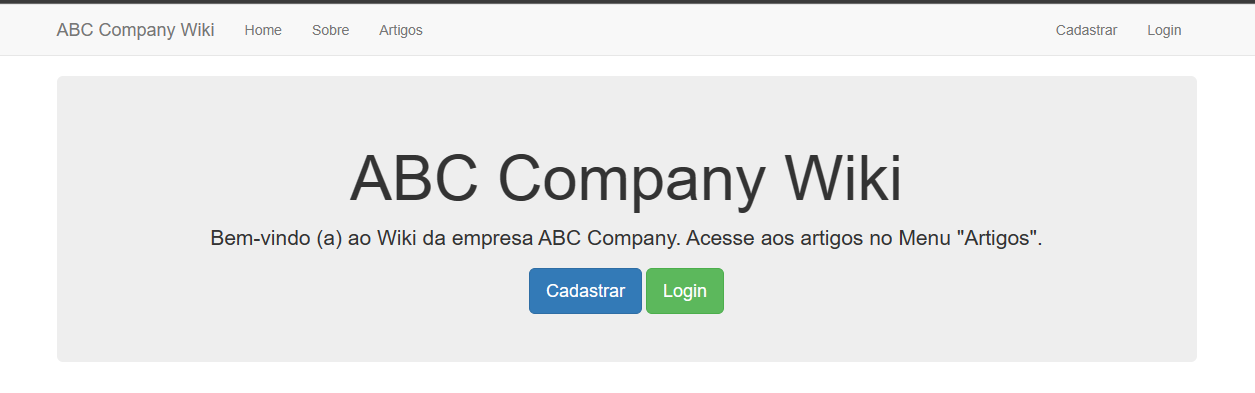 ABC Company Wiki Home Sobre Artigos Cadastrar Login
ABC Company Wiki
Bem-vindo (a) ao Wiki da empresa ABC Company. Acesse aos artigos no Menu "Artigos".
Cadastrar Login